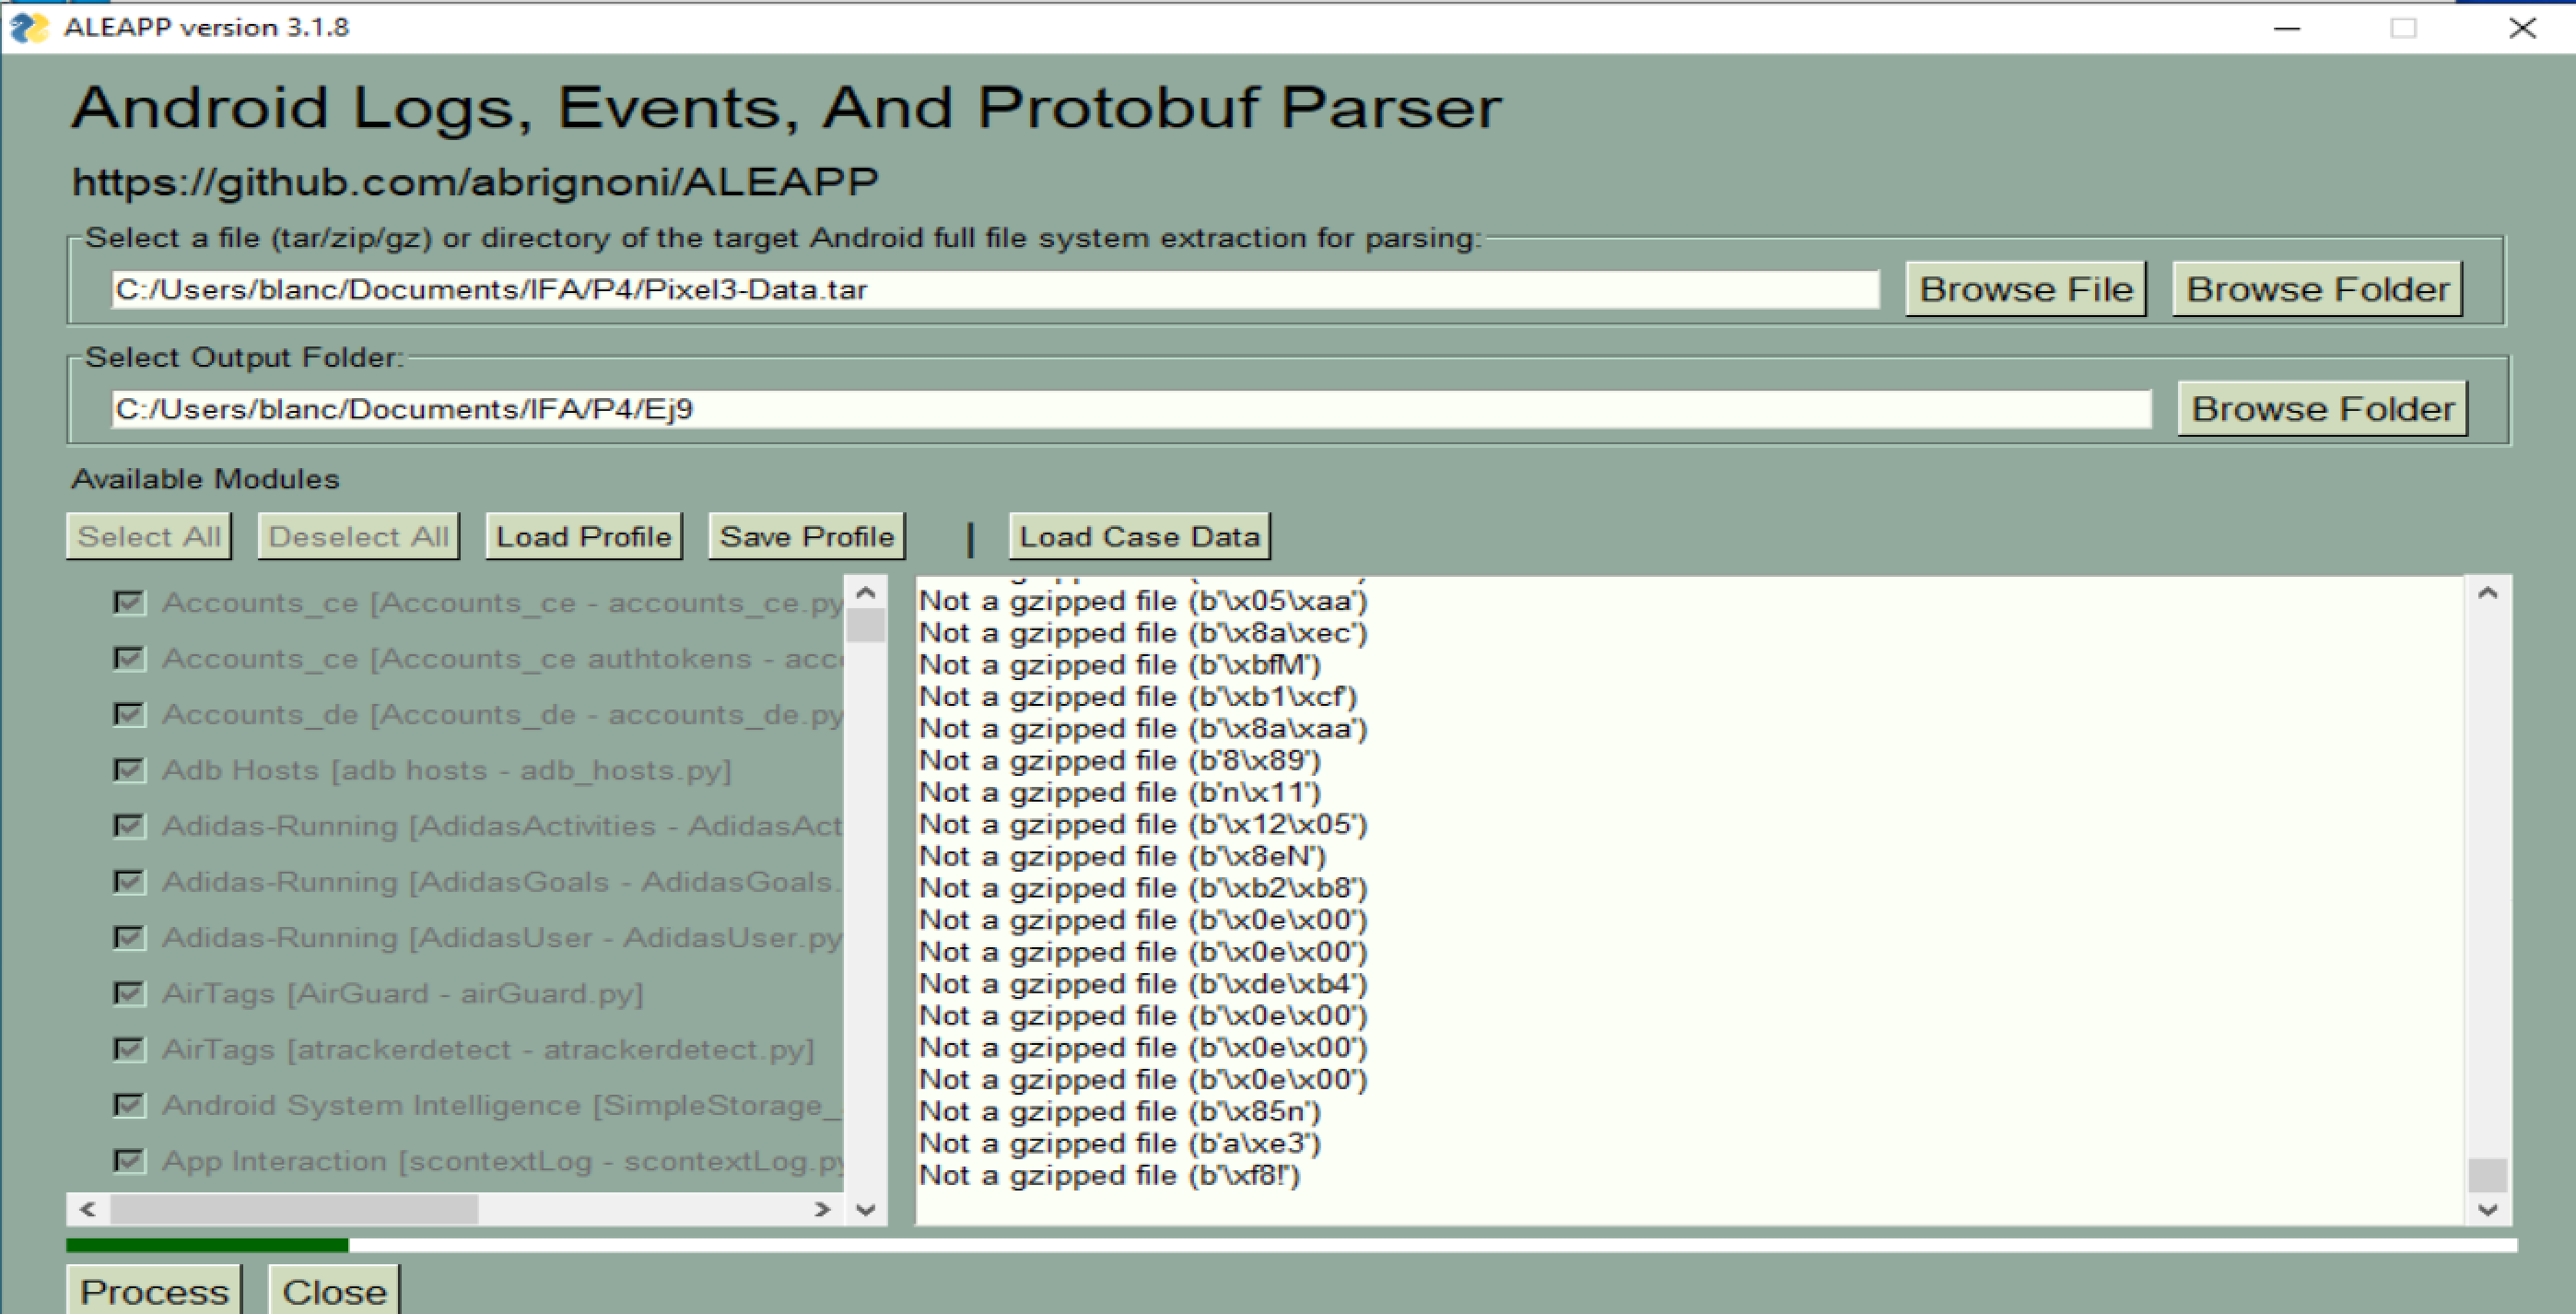 ALEAPP version 3.1.8
Android Logs, Events, And Protobuf Parser
https://github.com/abrignoni/ALEAPP
Select a file (tar/zip/gz) or directory of the target Android full file system extraction for parsing:
C:/Users/blanc/Documents/IFA/P4/Pixel3-Data.tar Browse File Browse Folder
Select Output Folder:
C:/Users/blanc/Documents/IFA/P4/Ej9 Browse Folder
Available Modules
Select All Deselect All Load Profile Save Profile | Load Case Data
Accounts_ce [Accounts_ce - accounts_ce.py
Accounts_ce [Accounts_ce authtokens - acc
Accounts_de [Accounts_de - accounts_de.py
Adb Hosts [adb hosts - adb_hosts.py]
Adidas-Running [AdidasActivities - AdidasAct
Adidas-Running [AdidasGoals - AdidasGoals.
Adidas-Running [AdidasUser - AdidasUser.py
AirTags [AirGuard - airGuard.py]
AirTags [atrackerdetect - atrackerdetect.py]
Android System Intelligence [SimpleStorage_
App Interaction [scontextLog - scontextLog.py
Not a gzipped file (b'\x05\xaa')
Not a gzipped file (b'\x8a\xec')
Not a gzipped file (b'\xbfM')
Not a gzipped file (b'\xb1\xcf')
Not a gzipped file (b'\x8a\xaa')
Not a gzipped file (b'8\x89')
Not a gzipped file (b'n\x11')
Not a gzipped file (b'\x12\x05')
Not a gzipped file (b'\x8eN')
Not a gzipped file (b'\xb2\xb8')
Not a gzipped file (b'\x0e\x00')
Not a gzipped file (b'\x0e\x00')
Not a gzipped file (b'\xde\xb4')
Not a gzipped file (b'\x0e\x00')
Not a gzipped file (b'\x0e\x00')
Not a gzipped file (b'\x0e\x00')
Not a gzipped file (b'\x85n')
Not a gzipped file (b'a\xe3')
Not a gzipped file (b'\xf8!')
Process Close